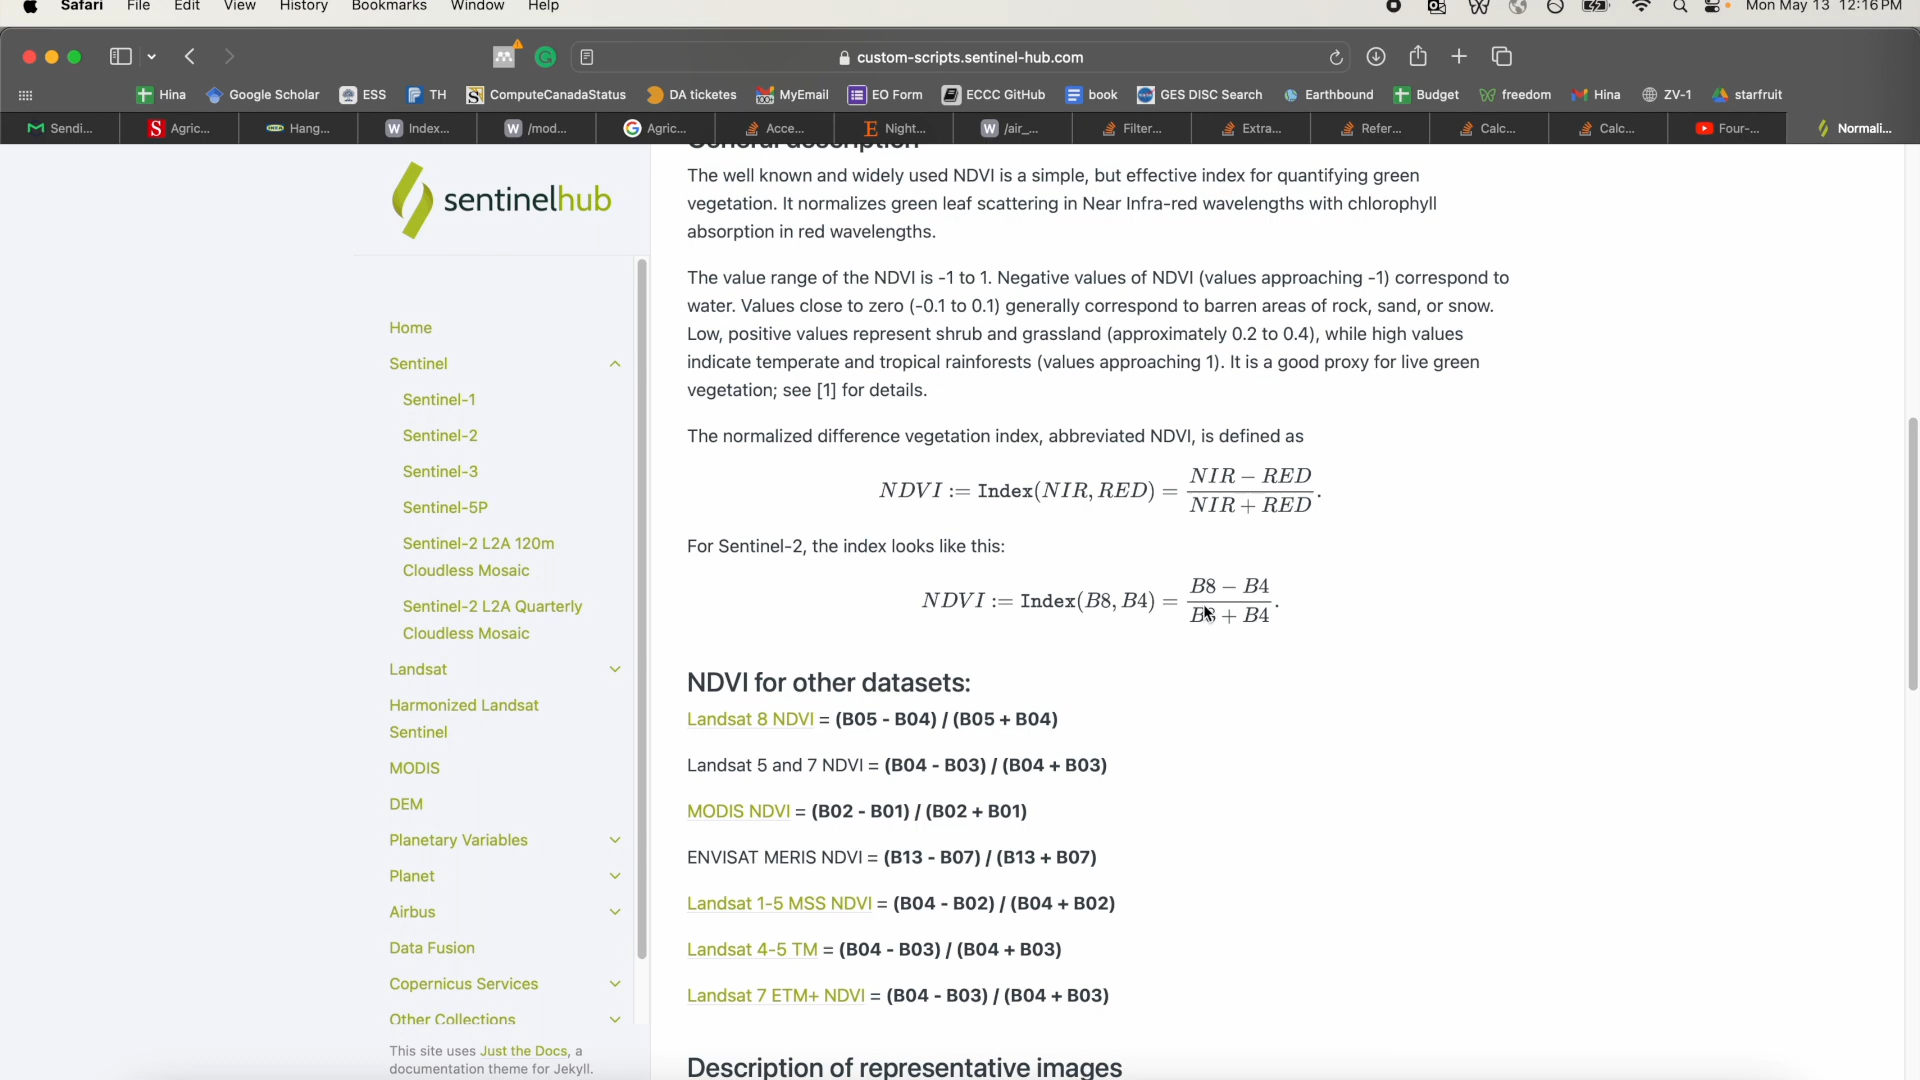 Safari File Edit View History Bookmarks Window Help Mon May 13 12:16 PM
custom-scripts.sentinel-hub.com
Hina Google Scholar ESS TH ComputeCanadaStatus DA ticketes MyEmail EO Form ECCC GitHub book GES DISC Search Earthbound Budget freedom Hina ZV-1 starfruit
Sendi... Agric... Hang... Index... /mod... Agric... Acce... Night... /air_... Filter... Extra... Refer... Calc... Calc... Four-... Normali...
sentinelhub
Home
Sentinel
Sentinel-1
Sentinel-2
Sentinel-3
Sentinel-5P
Sentinel-2 L2A 120m
Cloudless Mosaic
Sentinel-2 L2A Quarterly
Cloudless Mosaic
Landsat
Harmonized Landsat
Sentinel
MODIS
DEM
Planetary Variables
Planet
Airbus
Data Fusion
Copernicus Services
Other Collections
This site uses Just the Docs, a
documentation theme for Jekyll.
General description
The well known and widely used NDVI is a simple, but effective index for quantifying green
vegetation. It normalizes green leaf scattering in Near Infra-red wavelengths with chlorophyll
absorption in red wavelengths.
The value range of the NDVI is -1 to 1. Negative values of NDVI (values approaching -1) correspond to
water. Values close to zero (-0.1 to 0.1) generally correspond to barren areas of rock, sand, or snow.
Low, positive values represent shrub and grassland (approximately 0.2 to 0.4), while high values
indicate temperate and tropical rainforests (values approaching 1). It is a good proxy for live green
vegetation; see [1] for details.
The normalized difference vegetation index, abbreviated NDVI, is defined as
NDVI := Index(NIR, RED) = NIR − RED / NIR + RED.
For Sentinel-2, the index looks like this:
NDVI := Index(B8, B4) = B8 − B4 / B8 + B4.
NDVI for other datasets:
Landsat 8 NDVI = (B05 - B04) / (B05 + B04)
Landsat 5 and 7 NDVI = (B04 - B03) / (B04 + B03)
MODIS NDVI = (B02 - B01) / (B02 + B01)
ENVISAT MERIS NDVI = (B13 - B07) / (B13 + B07)
Landsat 1-5 MSS NDVI = (B04 - B02) / (B04 + B02)
Landsat 4-5 TM = (B04 - B03) / (B04 + B03)
Landsat 7 ETM+ NDVI = (B04 - B03) / (B04 + B03)
Description of representative images